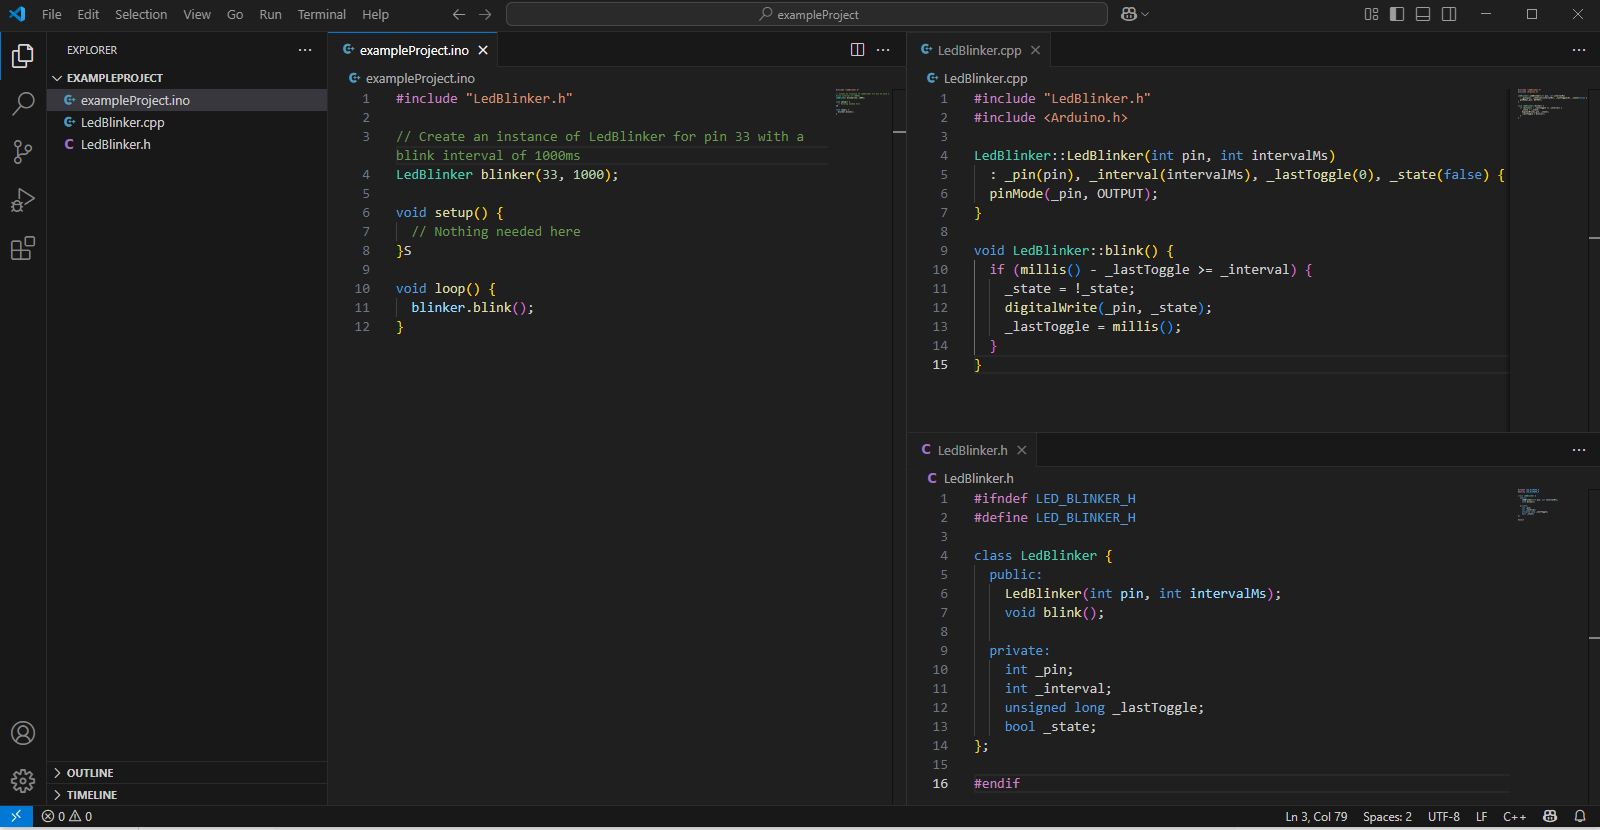 File Edit Selection View Go Run Terminal Help
exampleProject
EXPLORER
EXAMPLEPROJECT
exampleProject.ino
LedBlinker.cpp
LedBlinker.h
OUTLINE
TIMELINE
exampleProject.ino
exampleProject.ino
1 #include "LedBlinker.h"
2
3 // Create an instance of LedBlinker for pin 33 with a
blink interval of 1000ms
4 LedBlinker blinker(33, 1000);
5
6 void setup() {
7 // Nothing needed here
8 }S
9
10 void loop() {
11 blinker.blink();
12 }
LedBlinker.cpp
LedBlinker.cpp
1 #include "LedBlinker.h"
2 #include <Arduino.h>
3
4 LedBlinker::LedBlinker(int pin, int intervalMs)
5 : _pin(pin), _interval(intervalMs), _lastToggle(0), _state(false) {
6 pinMode(_pin, OUTPUT);
7 }
8
9 void LedBlinker::blink() {
10 if (millis() - _lastToggle >= _interval) {
11 _state = !_state;
12 digitalWrite(_pin, _state);
13 _lastToggle = millis();
14 }
15 }
LedBlinker.h
LedBlinker.h
1 #ifndef LED_BLINKER_H
2 #define LED_BLINKER_H
3
4 class LedBlinker {
5 public:
6 LedBlinker(int pin, int intervalMs);
7 void blink();
8
9 private:
10 int _pin;
11 int _interval;
12 unsigned long _lastToggle;
13 bool _state;
14 };
15
16 #endif
0 0
Ln 3, Col 79 Spaces: 2 UTF-8 LF C++